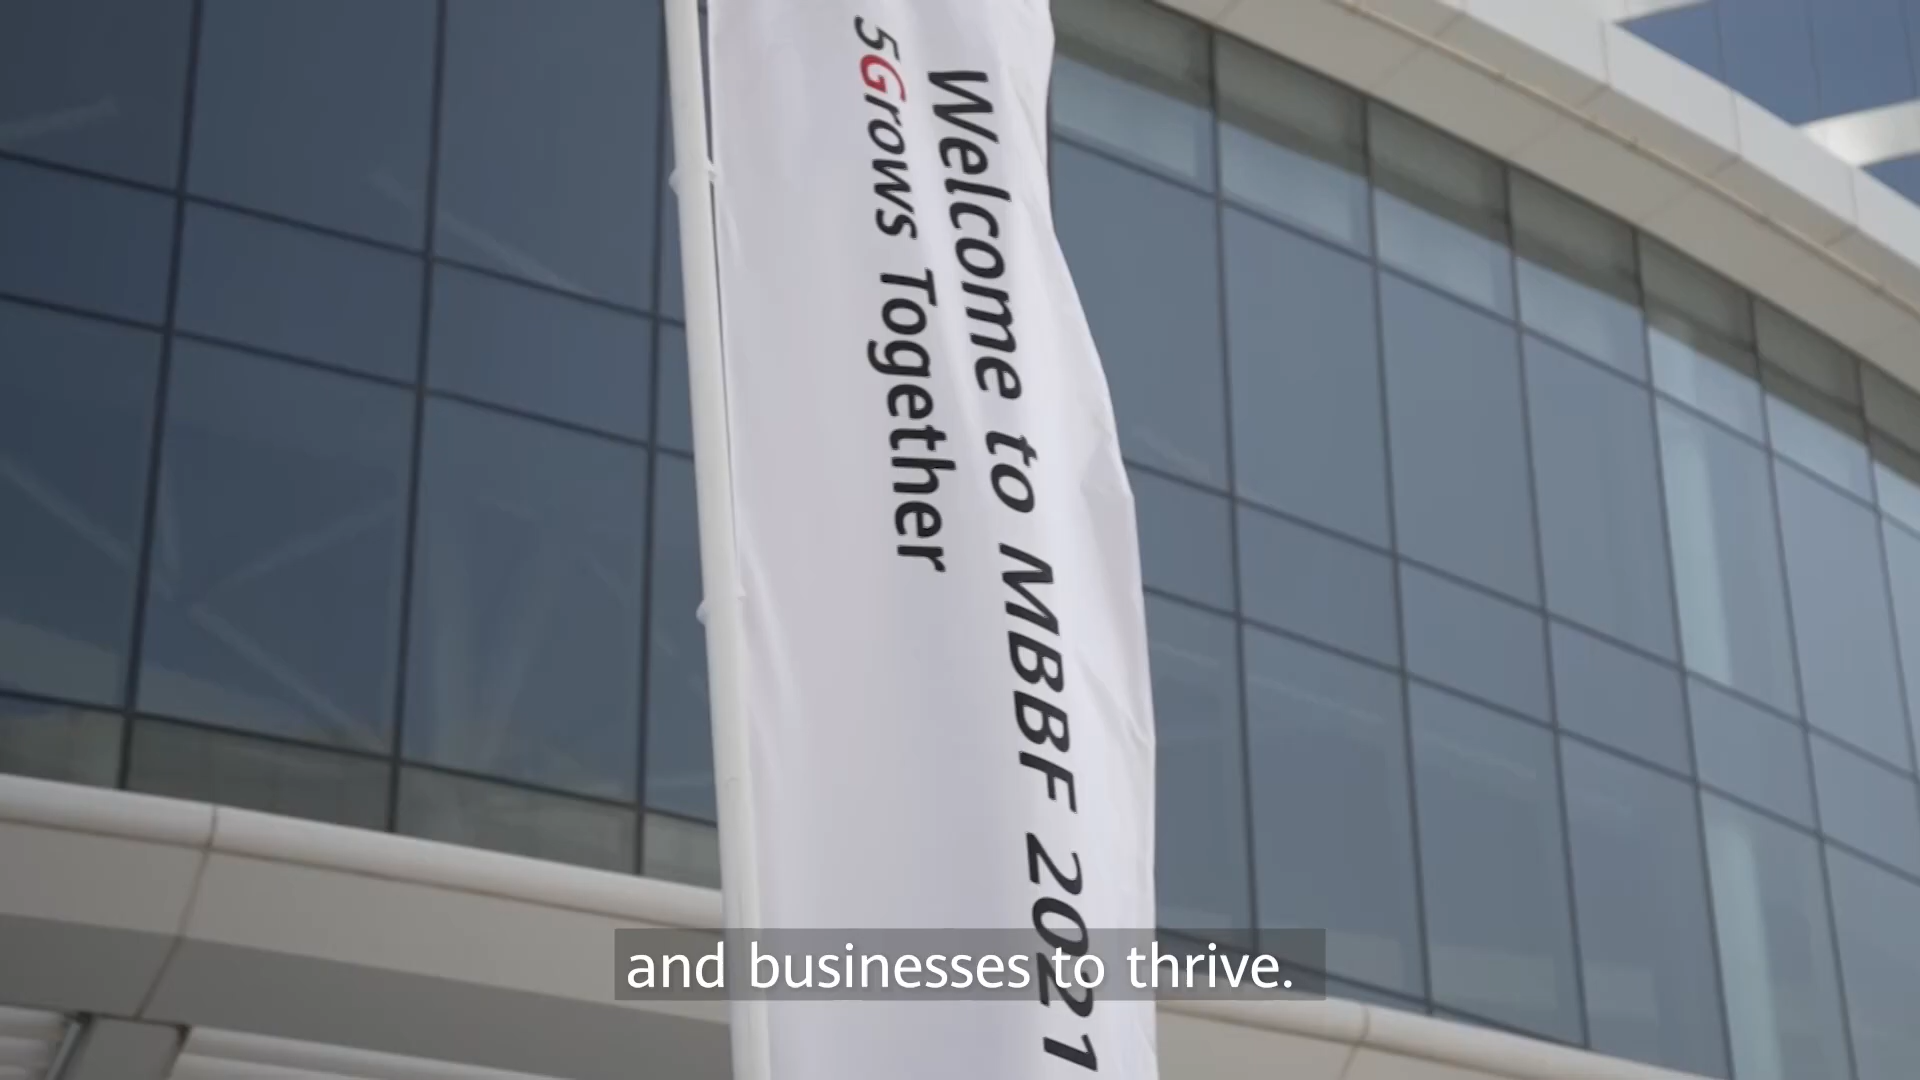 Welcome to MBBF 2021
5Grows Together
and businesses to thrive.